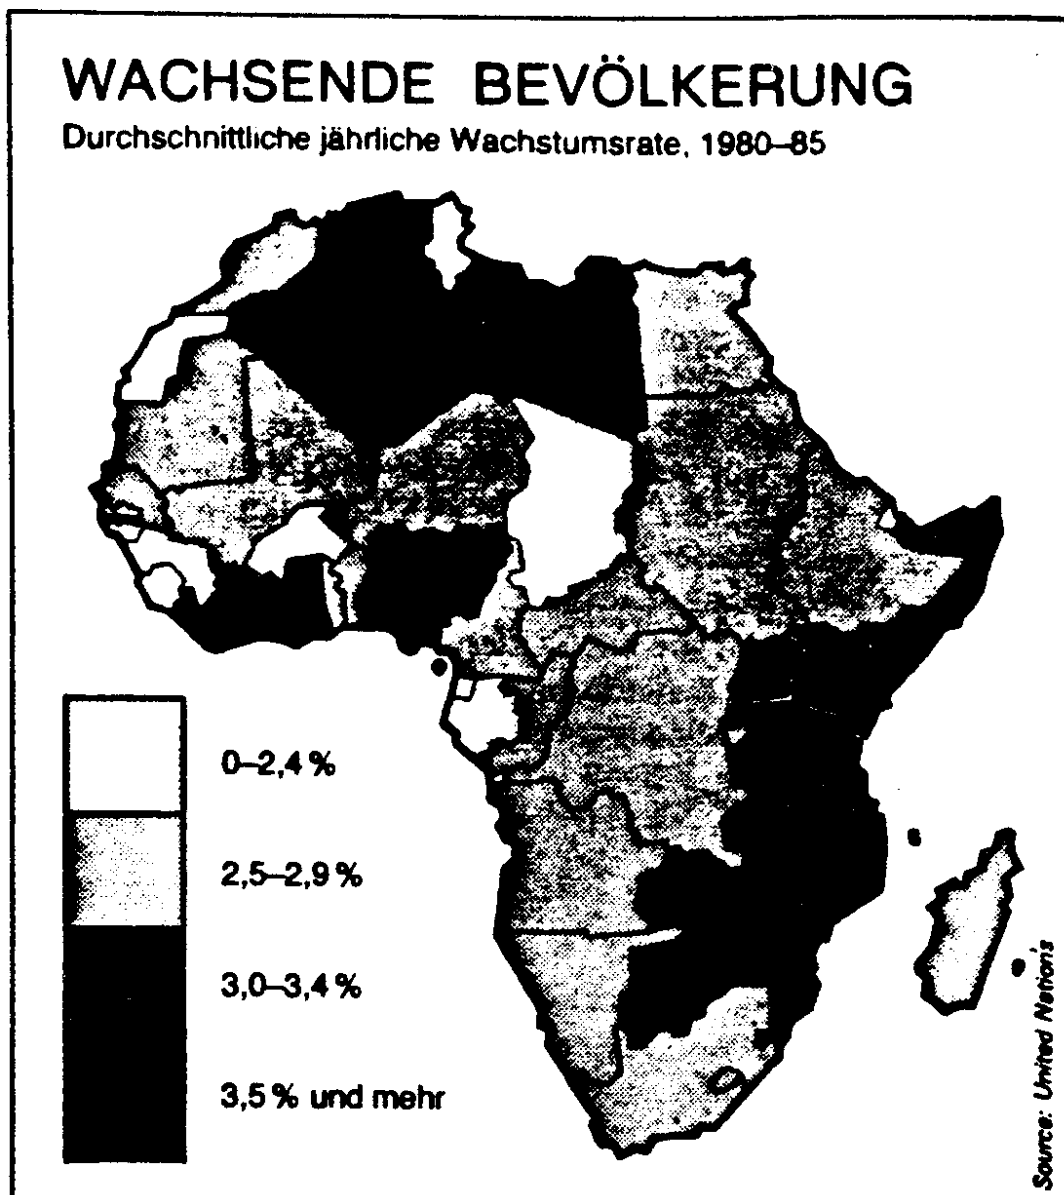 WACHSENDE BEVÖLKERUNG
Durchschnittliche jährliche Wachstumsrate, 1980–85
0–2,4 %
2,5–2,9 %
3,0–3,4 %
3,5 % und mehr
Source: United Nations